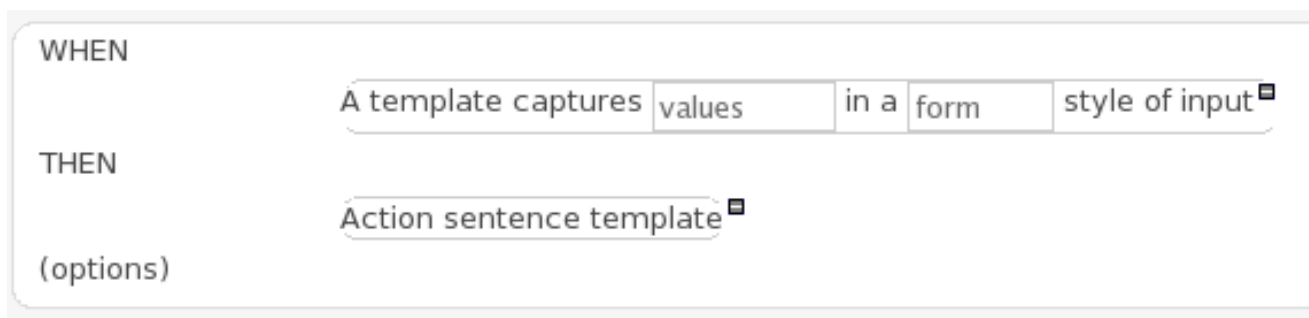 WHEN
A template captures values in a form style of input
THEN
Action sentence template
(options)